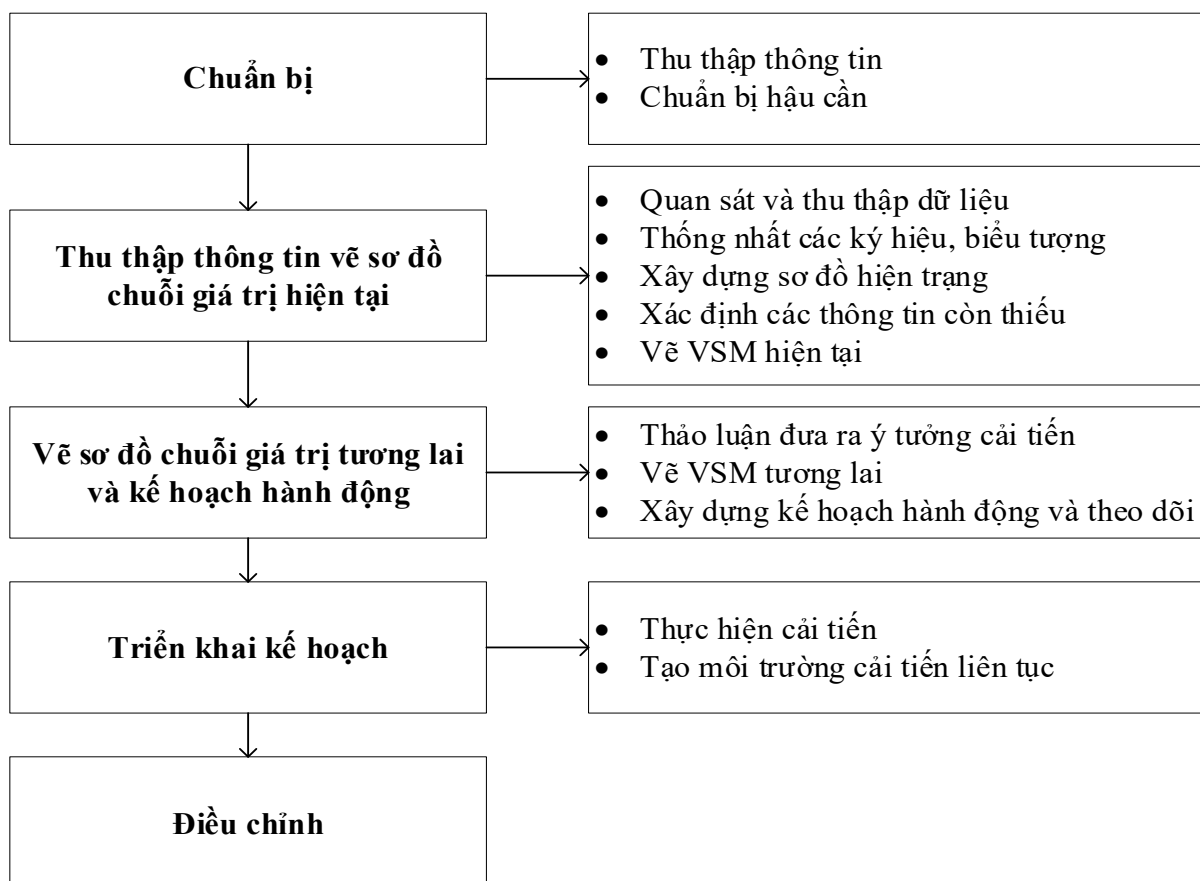 Chuẩn bị
• Thu thập thông tin
• Chuẩn bị hậu cần
Thu thập thông tin vẽ sơ đồ
chuỗi giá trị hiện tại
• Quan sát và thu thập dữ liệu
• Thống nhất các ký hiệu, biểu tượng
• Xây dựng sơ đồ hiện trạng
• Xác định các thông tin còn thiếu
• Vẽ VSM hiện tại
Vẽ sơ đồ chuỗi giá trị tương lai
và kế hoạch hành động
• Thảo luận đưa ra ý tưởng cải tiến
• Vẽ VSM tương lai
• Xây dựng kế hoạch hành động và theo dõi
Triển khai kế hoạch
• Thực hiện cải tiến
• Tạo môi trường cải tiến liên tục
Điều chỉnh